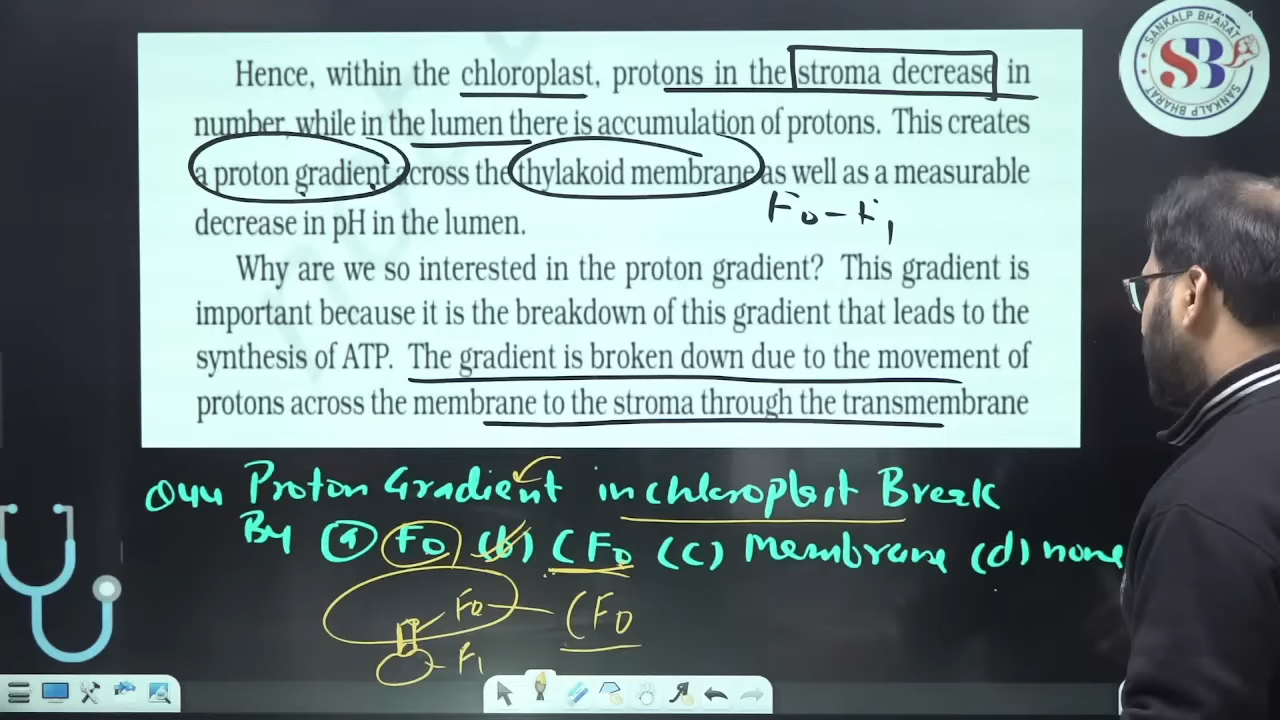 SANKALP BHARAT
SB
SANKALP BHARAT
Hence, within the chloroplast, protons in the stroma decrease in
number, while in the lumen there is accumulation of protons. This creates
a proton gradient across the thylakoid membrane as well as a measurable
decrease in pH in the lumen.
F0 – F1
Why are we so interested in the proton gradient? This gradient is
important because it is the breakdown of this gradient that leads to the
synthesis of ATP. The gradient is broken down due to the movement of
protons across the membrane to the stroma through the transmembrane
Q44 Proton Gradient in chloroplast Break
By (a) F0 (b) CF0 (c) Membrane (d) none
F0 – CF0
F1